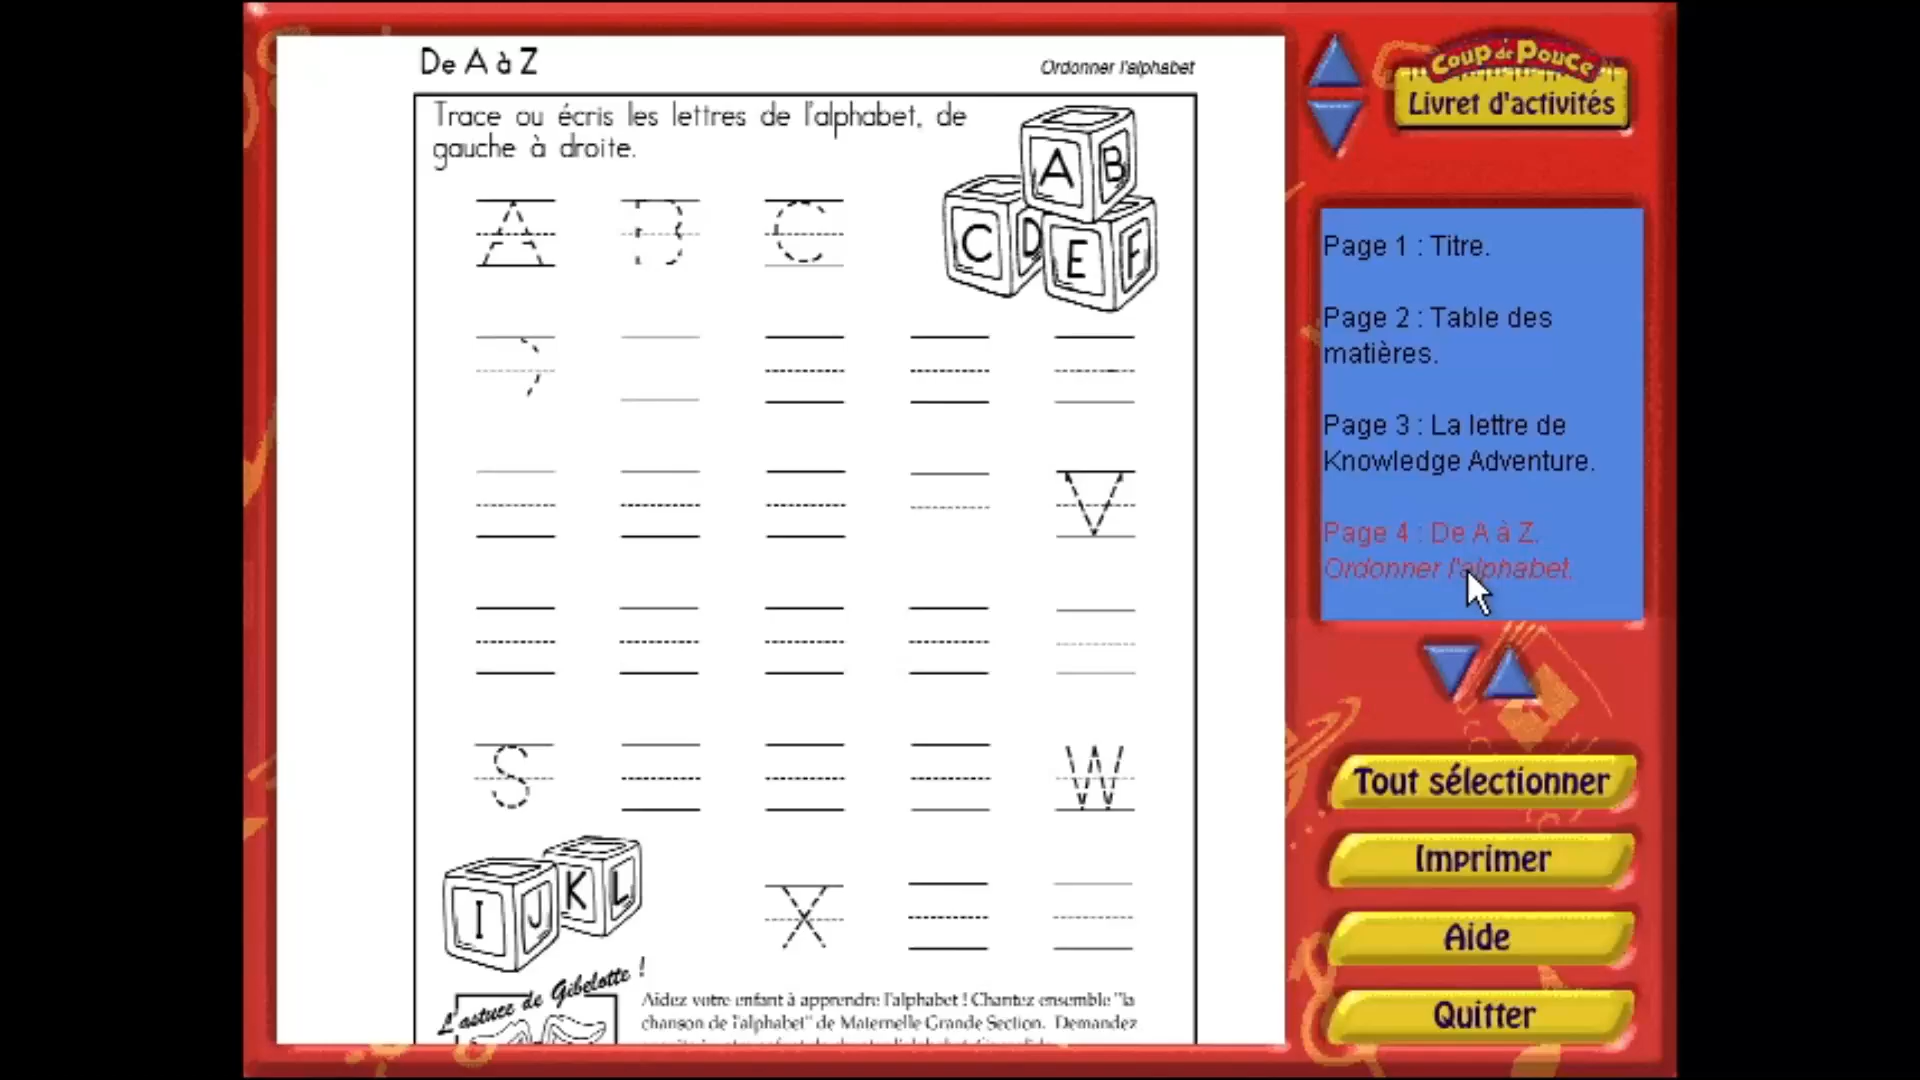 De A à Z
Ordonner l'alphabet
Trace ou écris les lettres de l'alphabet, de
gauche à droite.
A B C
A B
C D E F
V
S W
I J K L
X
L'astuce de Gibelotte !
Aidez votre enfant à apprendre l'alphabet ! Chantez ensemble "la
chanson de l'alphabet" de Maternelle Grande Section. Demandez
Coup de Pouce
Livret d'activités
Page 1 : Titre.
Page 2 : Table des
matières.
Page 3 : La lettre de
Knowledge Adventure.
Page 4 : De A à Z.
Ordonner l'alphabet.
Tout sélectionner
Imprimer
Aide
Quitter